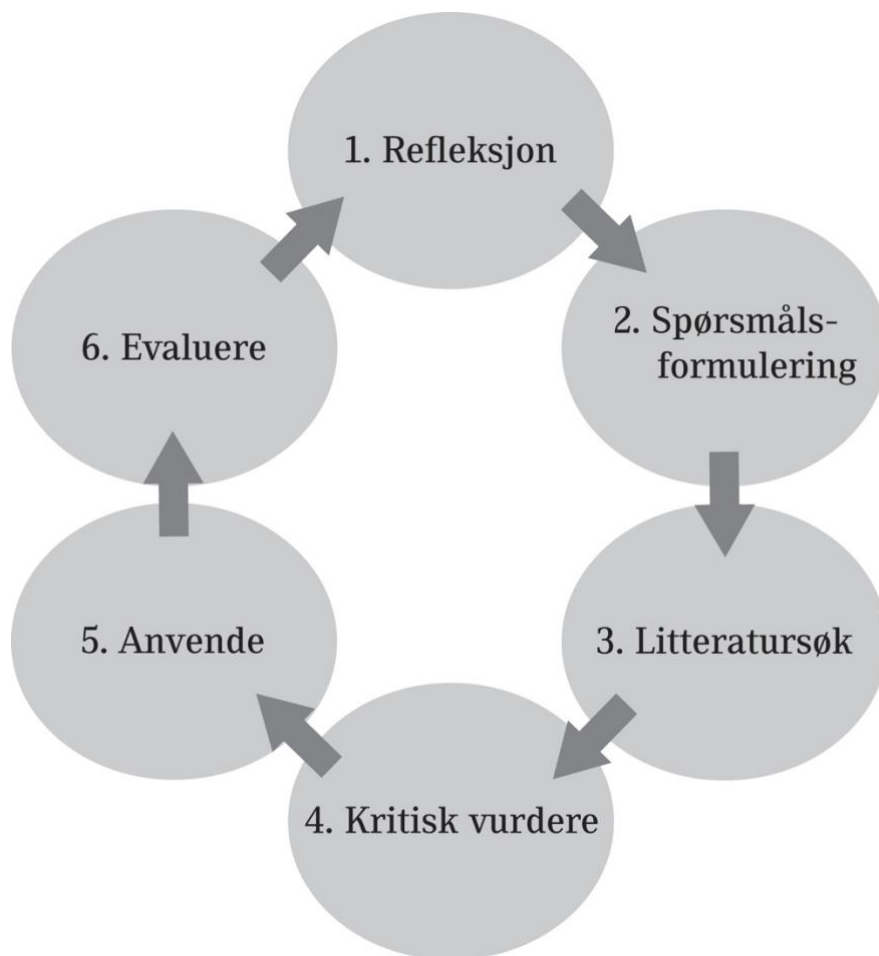 1. Refleksjon
2. Spørsmåls-
formulering
3. Litteratursøk
4. Kritisk vurdere
5. Anvende
6. Evaluere